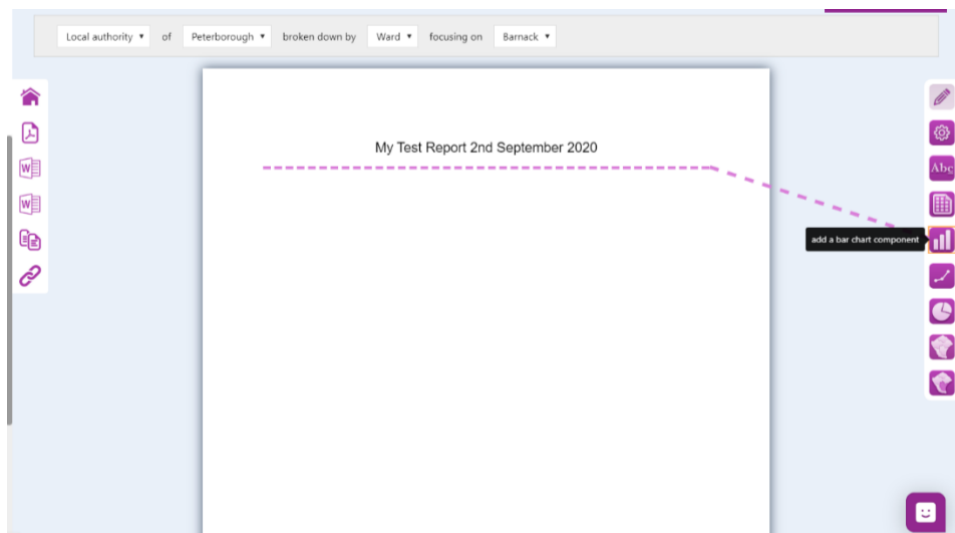 Local authority ▾ of Peterborough ▾ broken down by Ward ▾ focusing on Barnack ▾
My Test Report 2nd September 2020
W
Abc
W
add a bar chart component